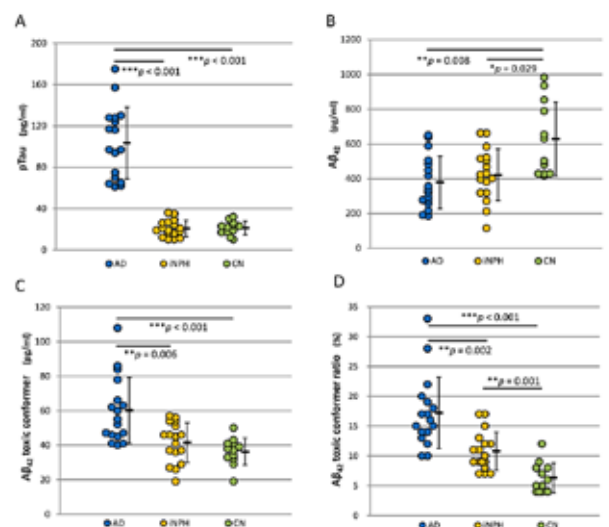 A
200
160
120
80
40
0
pTau (pg/ml)
***p < 0.001
***p < 0.001
AD
iNPH
CN
B
1200
1000
800
600
400
200
0
Aβ42 (pg/ml)
**p = 0.008
*p = 0.029
AD
iNPH
CN
C
120
100
80
60
40
20
0
Aβ42 toxic conformer (pg/ml)
***p < 0.001
**p = 0.006
AD
iNPH
CN
D
35
30
25
20
15
10
5
0
Aβ42 toxic conformer ratio (%)
***p < 0.001
**p = 0.002
**p = 0.001
AD
iNPH
CN